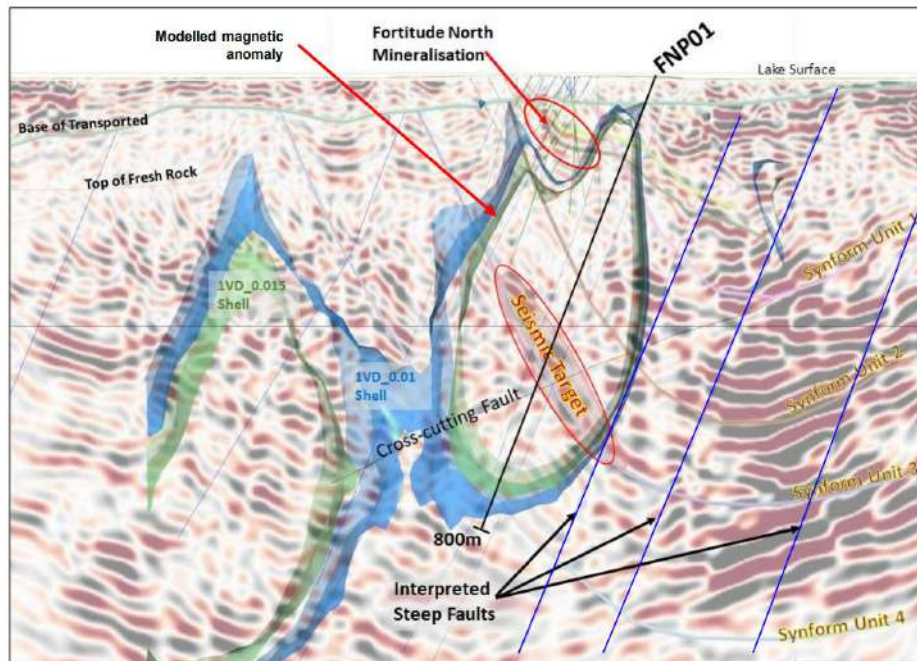 Modelled magnetic
anomaly
Fortitude North
Mineralisation
FNP01
Lake Surface
Base of Transported
Top of Fresh Rock
Synform Unit 1
1VD_0.015
Shell
Seismic Target
1VD_0.01
Shell
Synform Unit 2
Cross-cutting Fault
Synform Unit 3
800m
Interpreted
Steep Faults
Synform Unit 4